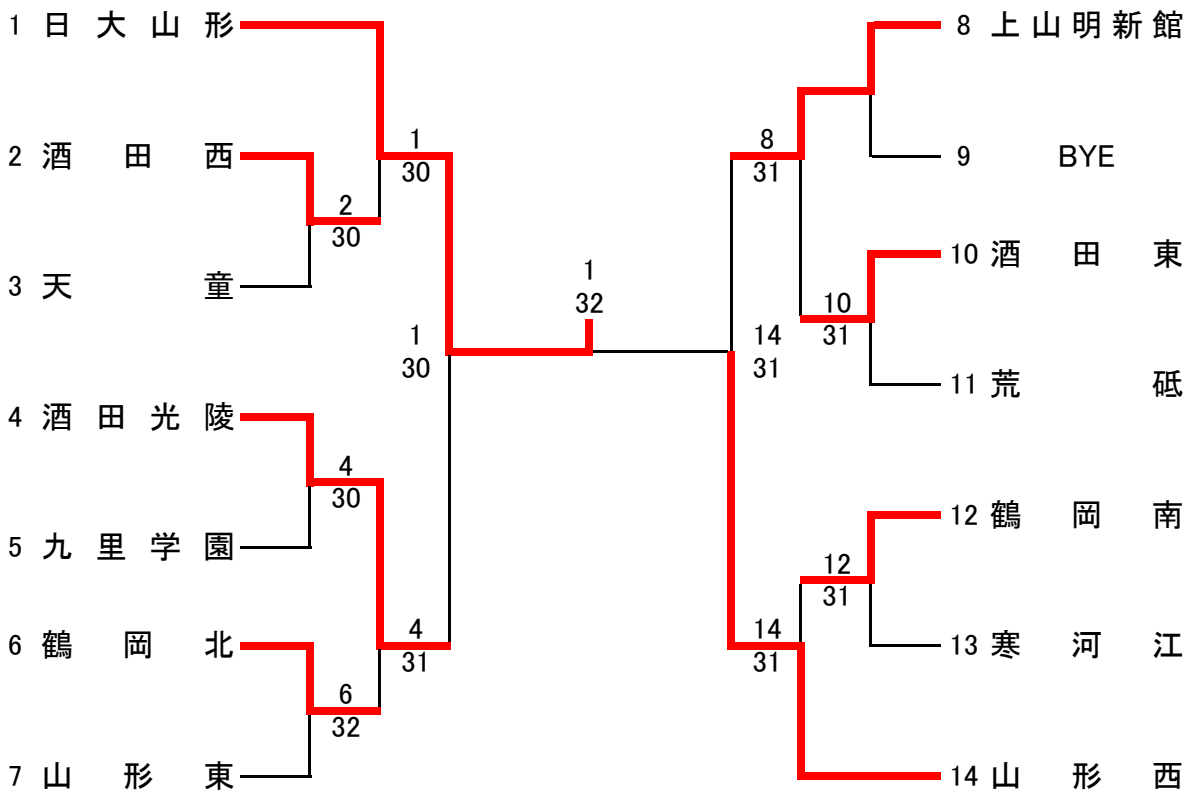 1 日大山形
2 酒田西
3 天童
4 酒田光陵
5 九里学園
6 鶴岡北
7 山形東
2
30
4
30
6
32
1
30
4
31
1
30
1
32
14
31
8
31
14
31
10
31
12
31
8 上山明新館
9 BYE
10 酒田東
11 荒砥
12 鶴岡南
13 寒河江
14 山形西